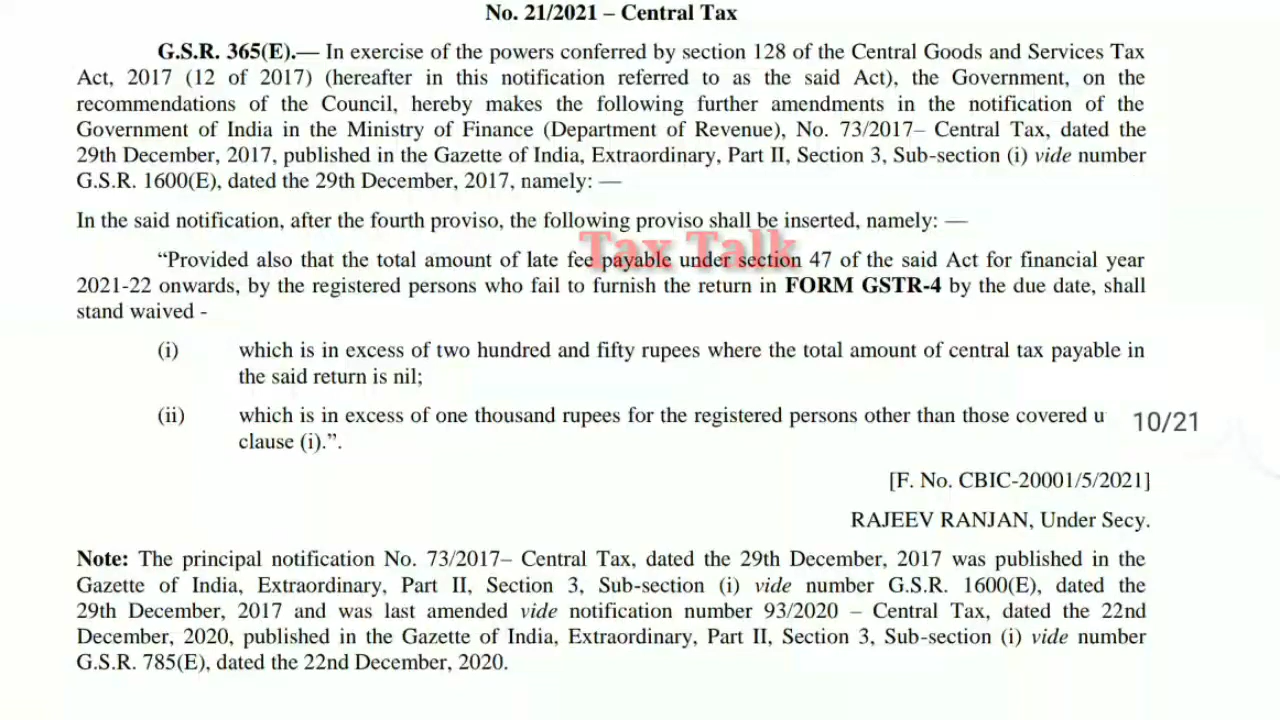 No. 21/2021 – Central Tax
G.S.R. 365(E).— In exercise of the powers conferred by section 128 of the Central Goods and Services Tax
Act, 2017 (12 of 2017) (hereafter in this notification referred to as the said Act), the Government, on the
recommendations of the Council, hereby makes the following further amendments in the notification of the
Government of India in the Ministry of Finance (Department of Revenue), No. 73/2017– Central Tax, dated the
29th December, 2017, published in the Gazette of India, Extraordinary, Part II, Section 3, Sub-section (i) vide number
G.S.R. 1600(E), dated the 29th December, 2017, namely: —
In the said notification, after the fourth proviso, the following proviso shall be inserted, namely: —
Tax Talk
“Provided also that the total amount of late fee payable under section 47 of the said Act for financial year
2021-22 onwards, by the registered persons who fail to furnish the return in FORM GSTR-4 by the due date, shall
stand waived -
(i) which is in excess of two hundred and fifty rupees where the total amount of central tax payable in
the said return is nil;
(ii) which is in excess of one thousand rupees for the registered persons other than those covered u
10/21
clause (i).”.
[F. No. CBIC-20001/5/2021]
RAJEEV RANJAN, Under Secy.
Note: The principal notification No. 73/2017– Central Tax, dated the 29th December, 2017 was published in the
Gazette of India, Extraordinary, Part II, Section 3, Sub-section (i) vide number G.S.R. 1600(E), dated the
29th December, 2017 and was last amended vide notification number 93/2020 – Central Tax, dated the 22nd
December, 2020, published in the Gazette of India, Extraordinary, Part II, Section 3, Sub-section (i) vide number
G.S.R. 785(E), dated the 22nd December, 2020.